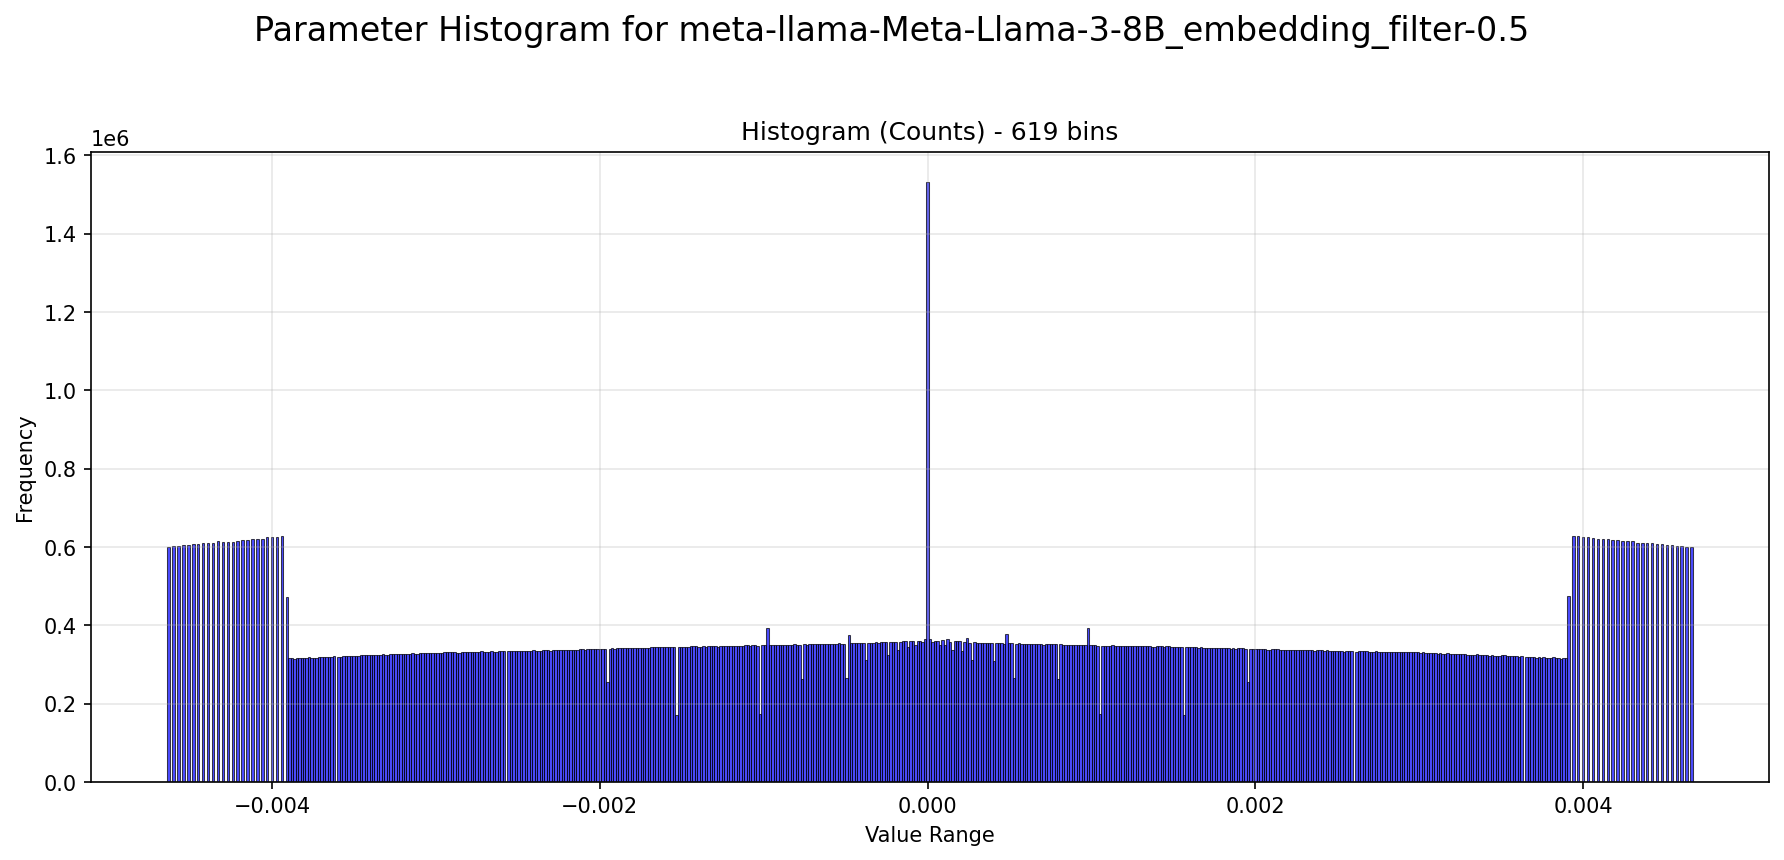 Parameter Histogram for meta-llama-Meta-Llama-3-8B_embedding_filter-0.5
Histogram (Counts) - 619 bins
1e6
1.6
1.4
1.2
1.0
0.8
0.6
0.4
0.2
0.0
Frequency
−0.004 −0.002 0.000 0.002 0.004
Value Range